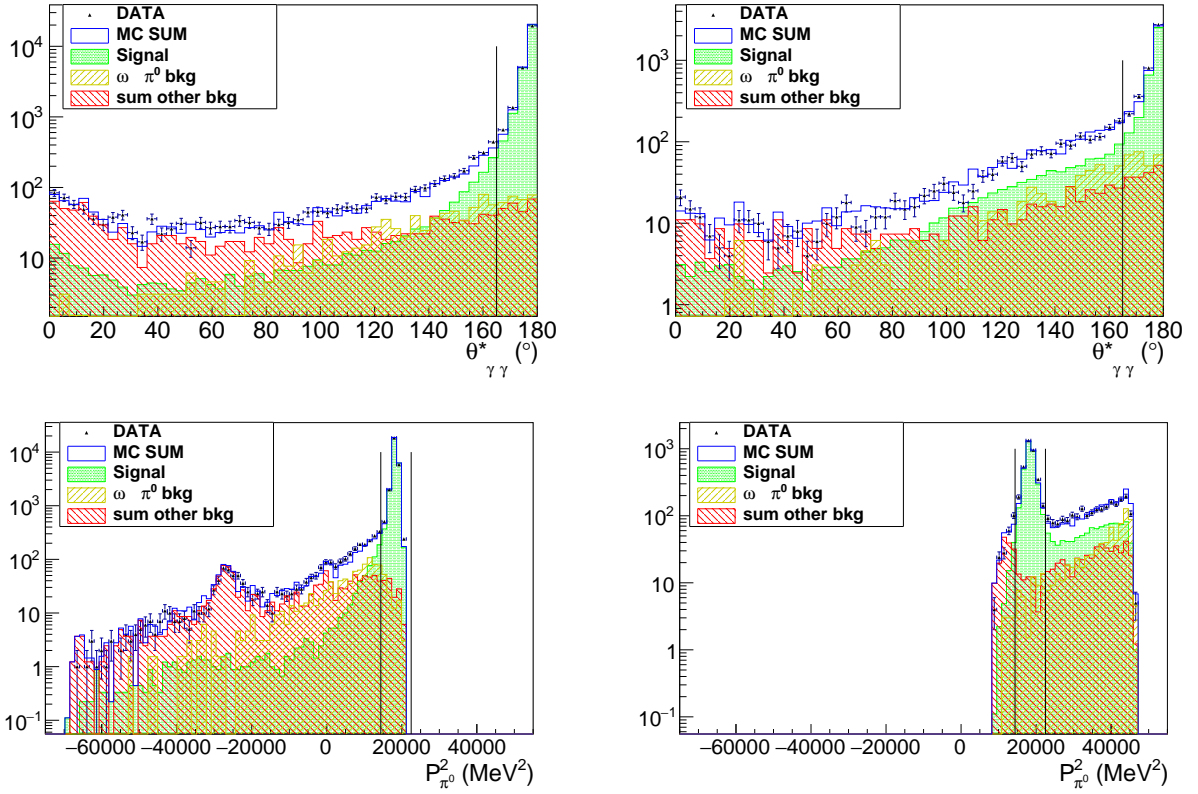 DATA
MC SUM
Signal
ω π⁰ bkg
sum other bkg
10⁴
10³
10²
10
0 20 40 60 80 100 120 140 160 180
θ*γγ (°)
DATA
MC SUM
Signal
ω π⁰ bkg
sum other bkg
10³
10²
10
1
0 20 40 60 80 100 120 140 160 180
θ*γγ (°)
DATA
MC SUM
Signal
ω π⁰ bkg
sum other bkg
10⁴
10³
10²
10
1
10⁻¹
−60000 −40000 −20000 0 20000 40000
P²π⁰ (MeV²)
DATA
MC SUM
Signal
ω π⁰ bkg
sum other bkg
10³
10²
10
1
10⁻¹
−60000 −40000 −20000 0 20000 40000
P²π⁰ (MeV²)